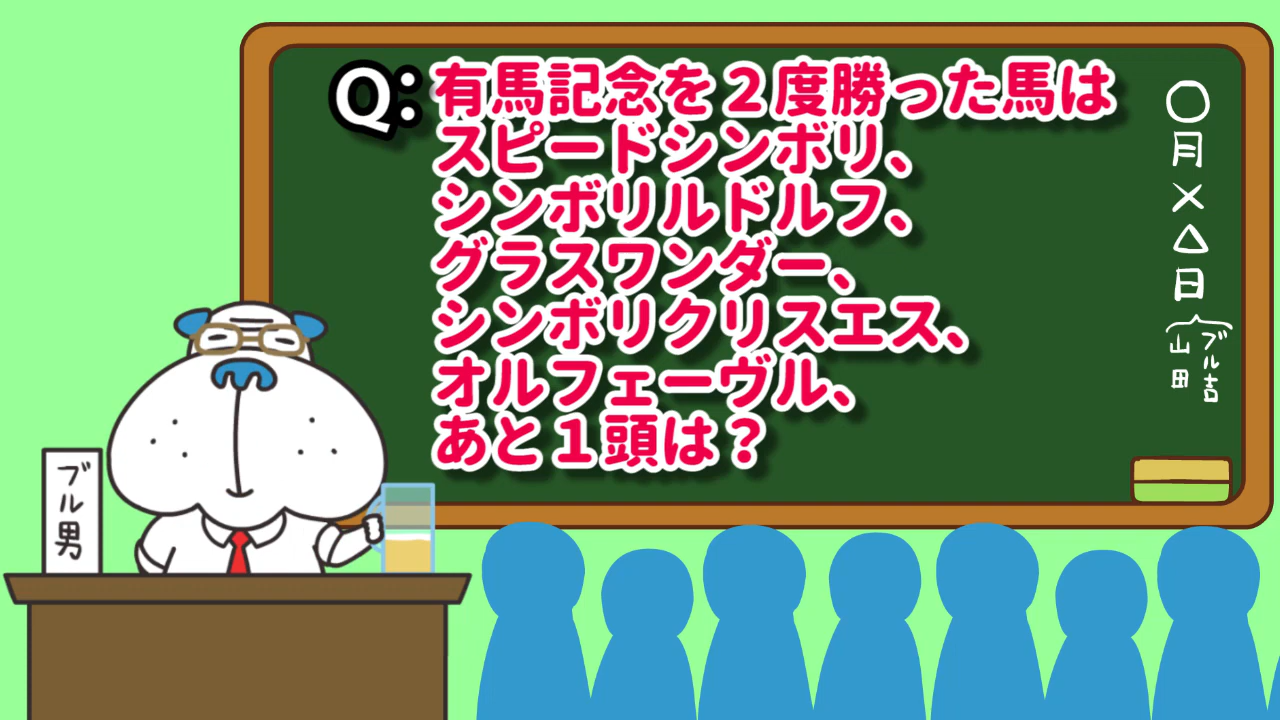 Q:有馬記念を２度勝った馬は
スピードシンボリ、
シンボリルドルフ、
グラスワンダー、
シンボリクリスエス、
オルフェーヴル、
あと１頭は？
〇月×△日
ブル吉
山田
ブル男